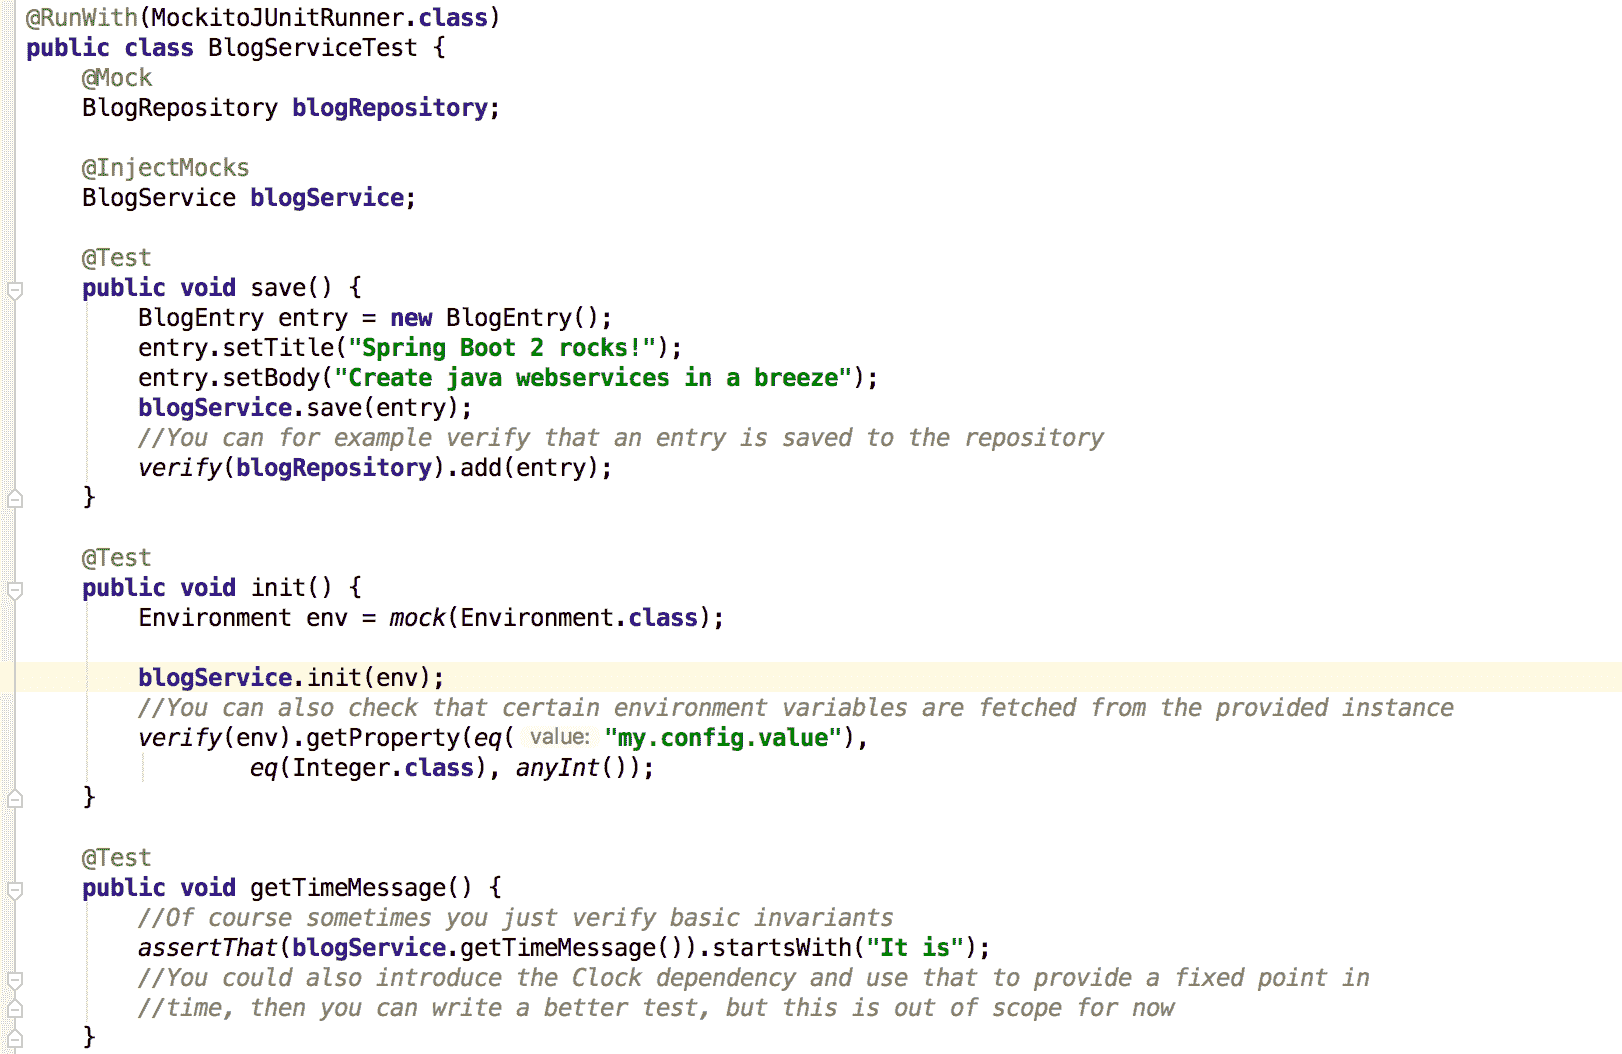 @RunWith(MockitoJUnitRunner.class)
public class BlogServiceTest {
    @Mock
    BlogRepository blogRepository;

    @InjectMocks
    BlogService blogService;

    @Test
    public void save() {
        BlogEntry entry = new BlogEntry();
        entry.setTitle("Spring Boot 2 rocks!");
        entry.setBody("Create java webservices in a breeze");
        blogService.save(entry);
        //You can for example verify that an entry is saved to the repository
        verify(blogRepository).add(entry);
    }

    @Test
    public void init() {
        Environment env = mock(Environment.class);

        blogService.init(env);
        //You can also check that certain environment variables are fetched from the provided instance
        verify(env).getProperty(eq( value: "my.config.value"),
                eq(Integer.class), anyInt());
    }

    @Test
    public void getTimeMessage() {
        //Of course sometimes you just verify basic invariants
        assertThat(blogService.getTimeMessage()).startsWith("It is");
        //You could also introduce the Clock dependency and use that to provide a fixed point in
        //time, then you can write a better test, but this is out of scope for now
    }